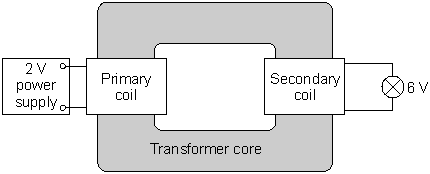 2 V
power
supply
Primary
coil
Secondary
coil
6 V
Transformer core